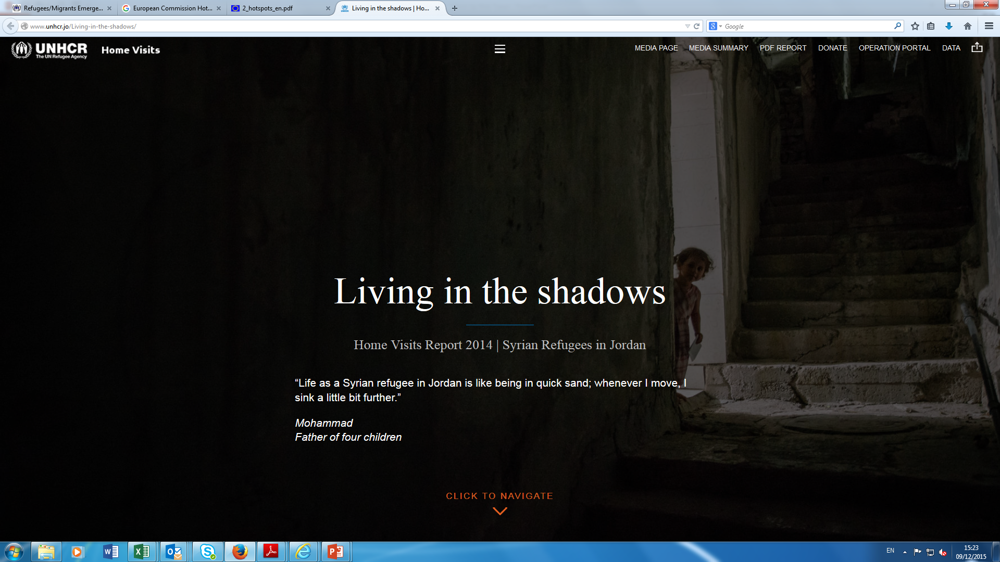 Refugees/Migrants Emerge...
European Commission Hot...
2_hotspots_en.pdf
Living in the shadows | Ho...
www.unhcr.jo/Living-in-the-shadows/
Google
UNHCR
The UN Refugee Agency
Home Visits
MEDIA PAGE
MEDIA SUMMARY
PDF REPORT
DONATE
OPERATION PORTAL
DATA
Living in the shadows
Home Visits Report 2014 | Syrian Refugees in Jordan
“Life as a Syrian refugee in Jordan is like being in quick sand; whenever I move, I
sink a little bit further.”
Mohammad
Father of four children
CLICK TO NAVIGATE
EN
15:23
09/12/2015